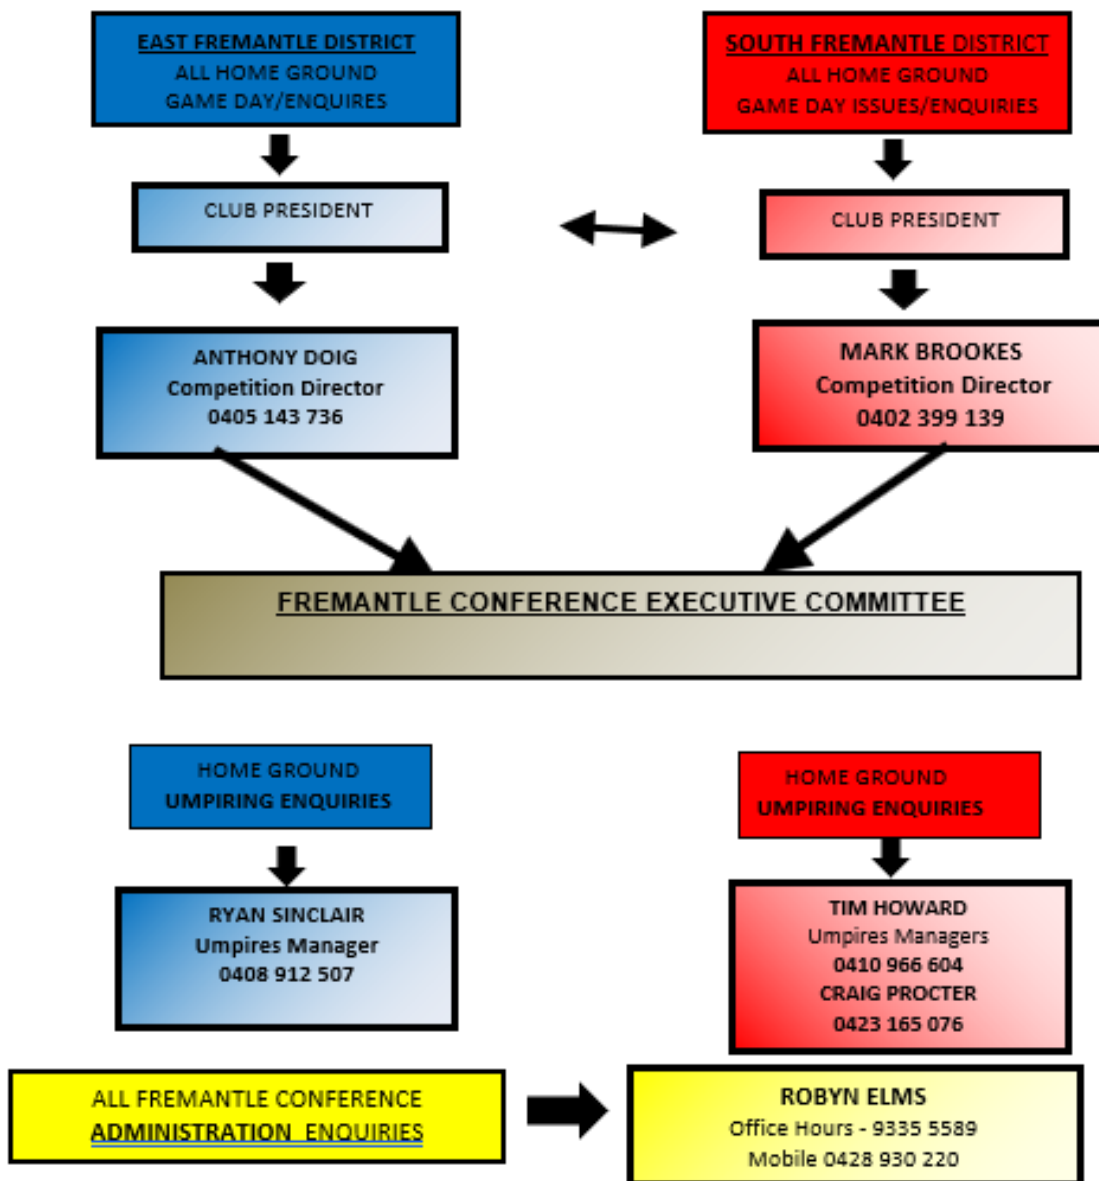 EAST FREMANTLE DISTRICT
ALL HOME GROUND
GAME DAY/ENQUIRES
SOUTH FREMANTLE DISTRICT
ALL HOME GROUND
GAME DAY ISSUES/ENQUIRIES
CLUB PRESIDENT
CLUB PRESIDENT
ANTHONY DOIG
Competition Director
0405 143 736
MARK BROOKES
Competition Director
0402 399 139
FREMANTLE CONFERENCE EXECUTIVE COMMITTEE
HOME GROUND
UMPIRING ENQUIRIES
HOME GROUND
UMPIRING ENQUIRIES
RYAN SINCLAIR
Umpires Manager
0408 912 507
TIM HOWARD
Umpires Managers
0410 966 604
CRAIG PROCTER
0423 165 076
ALL FREMANTLE CONFERENCE
ADMINISTRATION ENQUIRIES
ROBYN ELMS
Office Hours - 9335 5589
Mobile 0428 930 220